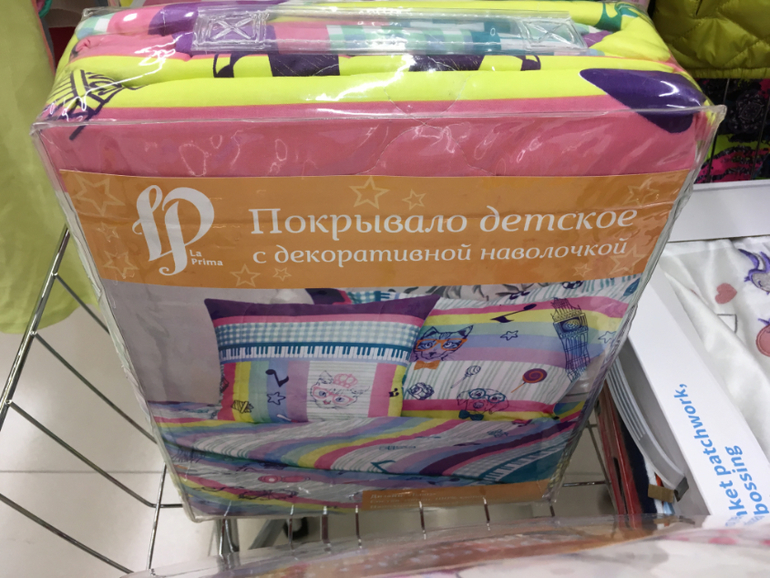 LP
La
Prima
Покрывало детское
с декоративной наволочкой
ket patchwork,
bossing